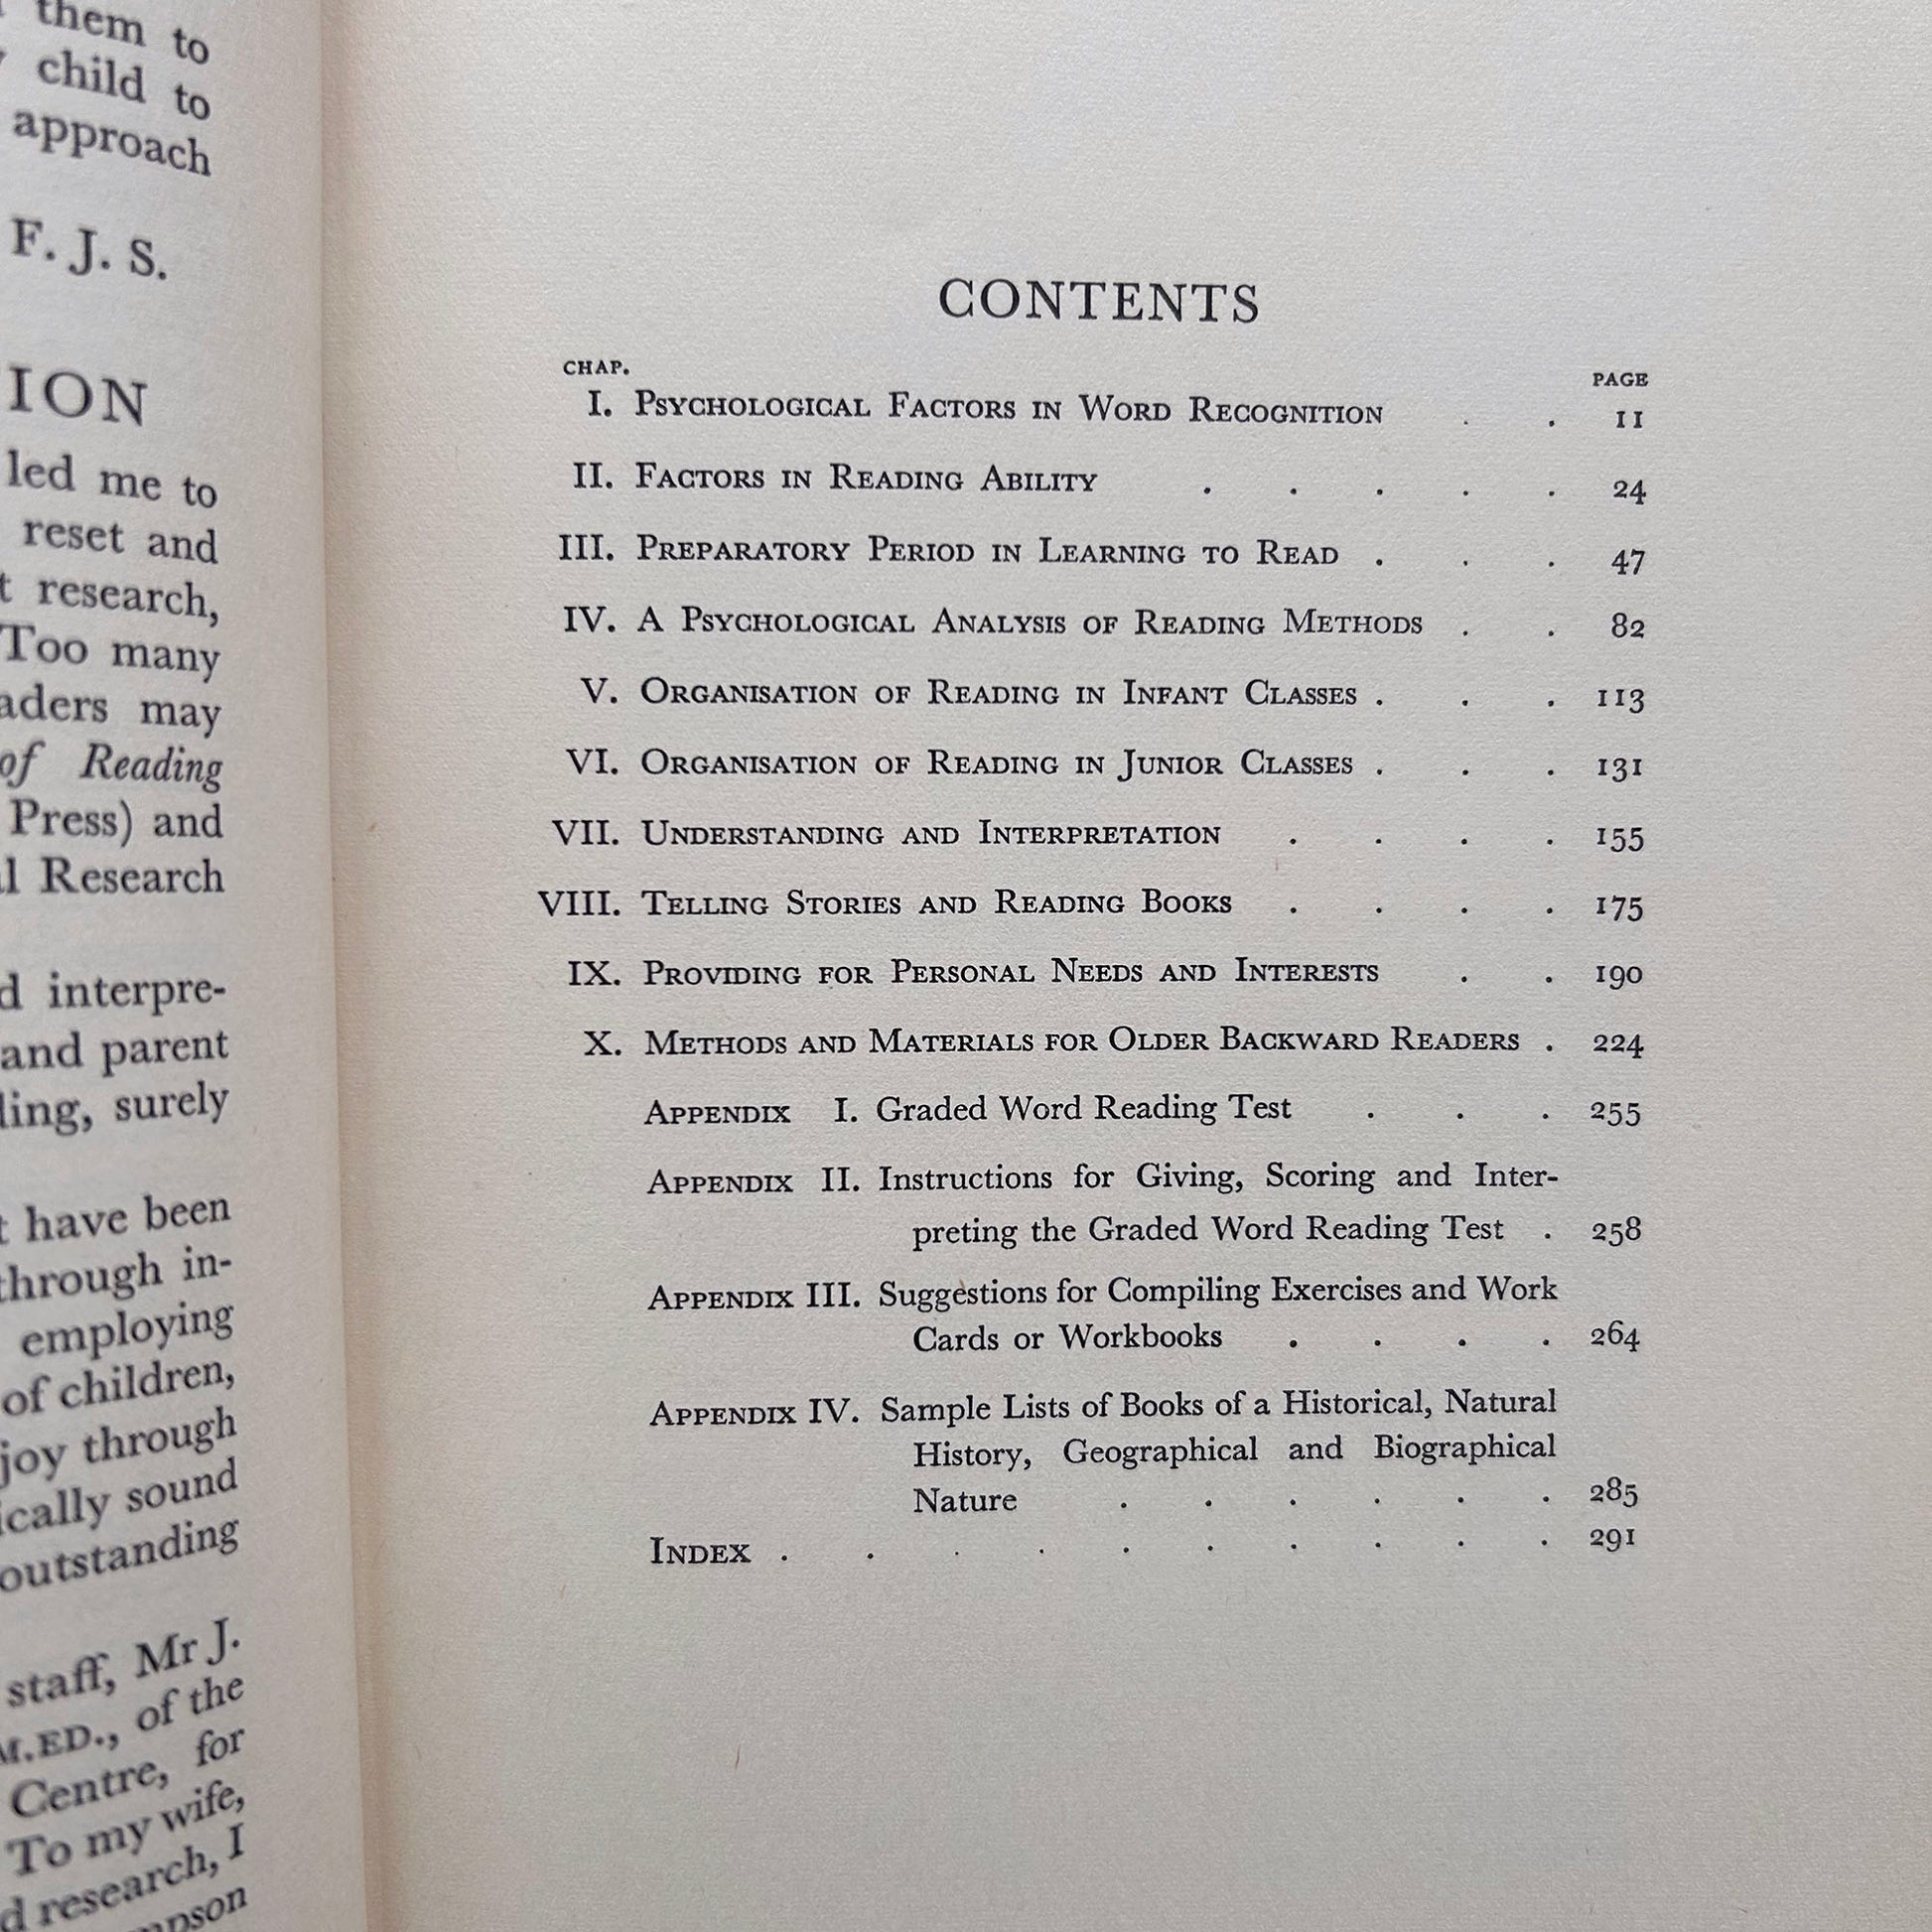 them to
child to
approach
F. J. S.
led me to
reset and
research,
Too many
may
of Reading
Press) and
Research
interpre-
and parent
surely
have been
through in-
employing
of children,
joy through
sound
outstanding
staff, Mr J.
M.ED., of the
Centre, for
To my wife,
research, I
CONTENTS
CHAP. PAGE
I. PSYCHOLOGICAL FACTORS IN WORD RECOGNITION . . 11
II. FACTORS IN READING ABILITY . . . . . 24
III. PREPARATORY PERIOD IN LEARNING TO READ . . . 47
IV. A PSYCHOLOGICAL ANALYSIS OF READING METHODS . . 82
V. ORGANISATION OF READING IN INFANT CLASSES . . . 113
VI. ORGANISATION OF READING IN JUNIOR CLASSES . . . 131
VII. UNDERSTANDING AND INTERPRETATION . . . . 155
VIII. TELLING STORIES AND READING BOOKS . . . . 175
IX. PROVIDING FOR PERSONAL NEEDS AND INTERESTS . . 190
X. METHODS AND MATERIALS FOR OLDER BACKWARD READERS . 224
APPENDIX I. Graded Word Reading Test . . . 255
APPENDIX II. Instructions for Giving, Scoring and Inter-
preting the Graded Word Reading Test . 258
APPENDIX III. Suggestions for Compiling Exercises and Work
Cards or Workbooks . . . . 264
APPENDIX IV. Sample Lists of Books of a Historical, Natural
History, Geographical and Biographical
Nature . . . . . . 285
INDEX . . . . . . . . . . 291